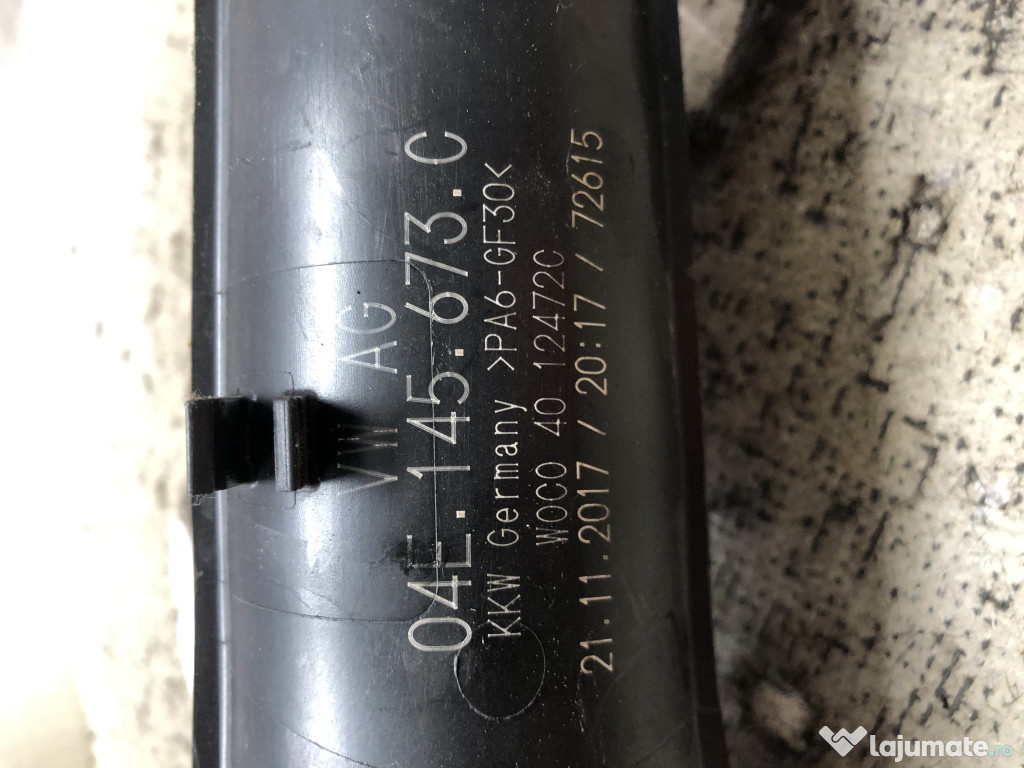 VW AG
04E.145.673.C
KKW Germany >PA6-GF30<
WOCO 40 12472C
21.11.2017 / 20:17 / 72615
lajumate.ro